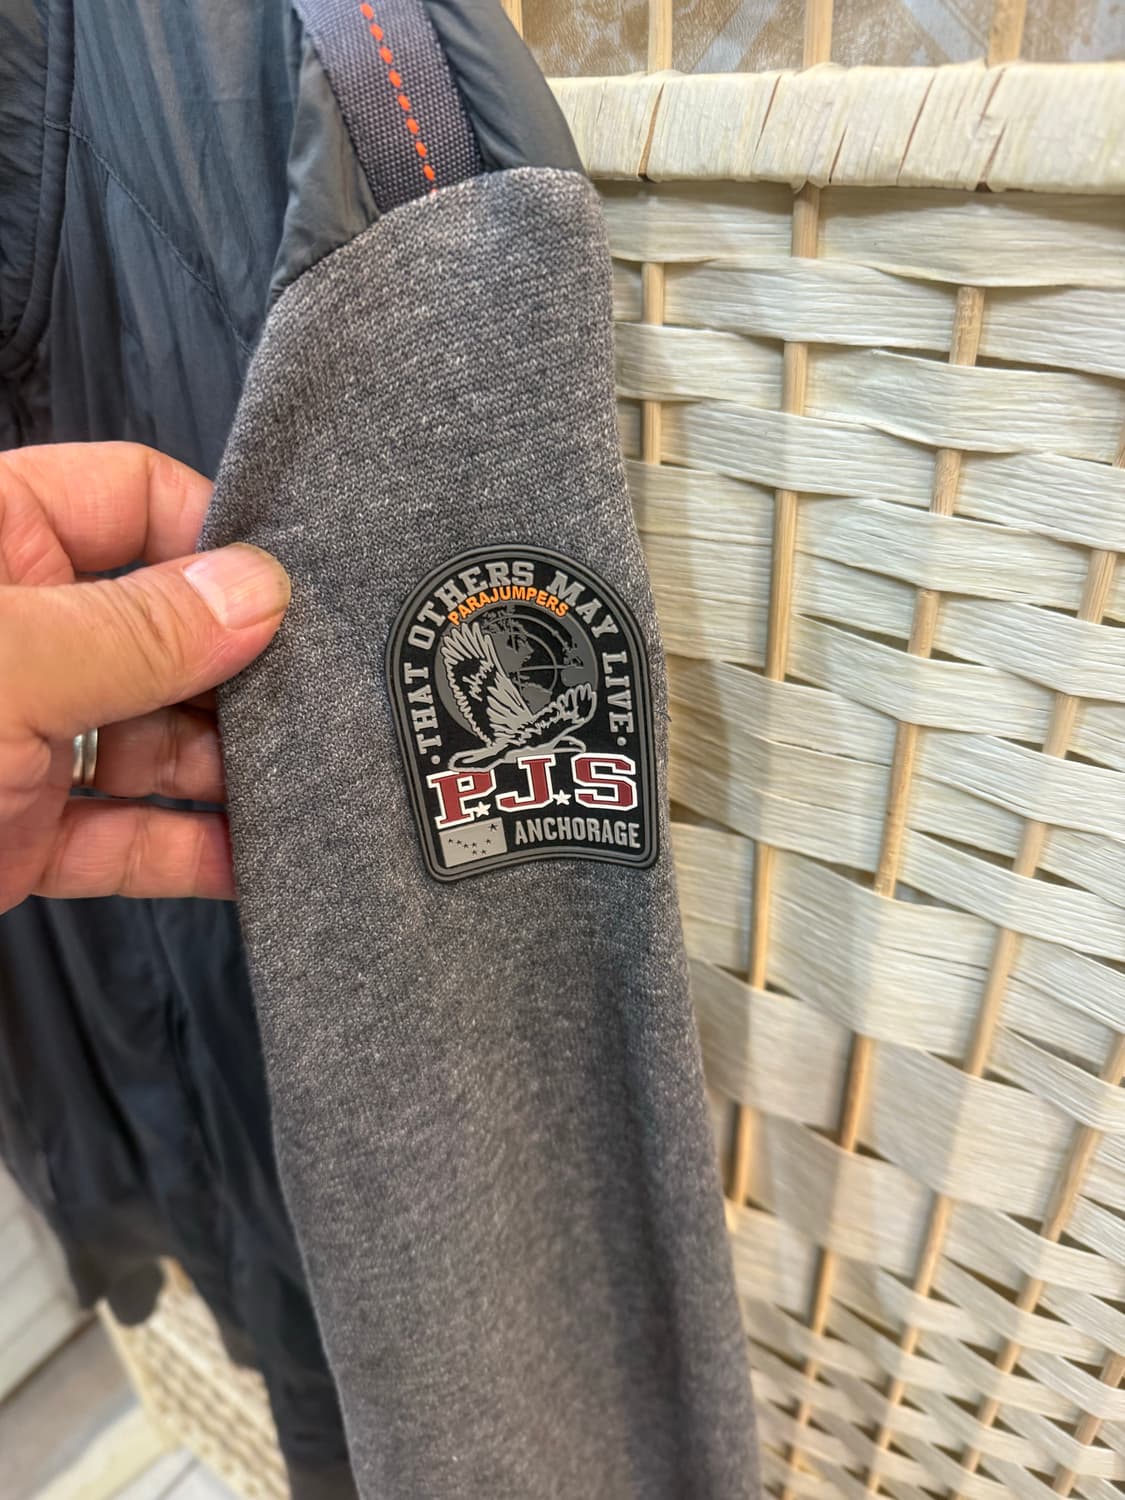 ·THAT OTHERS MAY LIVE·
PARAJUMPERS
P.J.S
ANCHORAGE